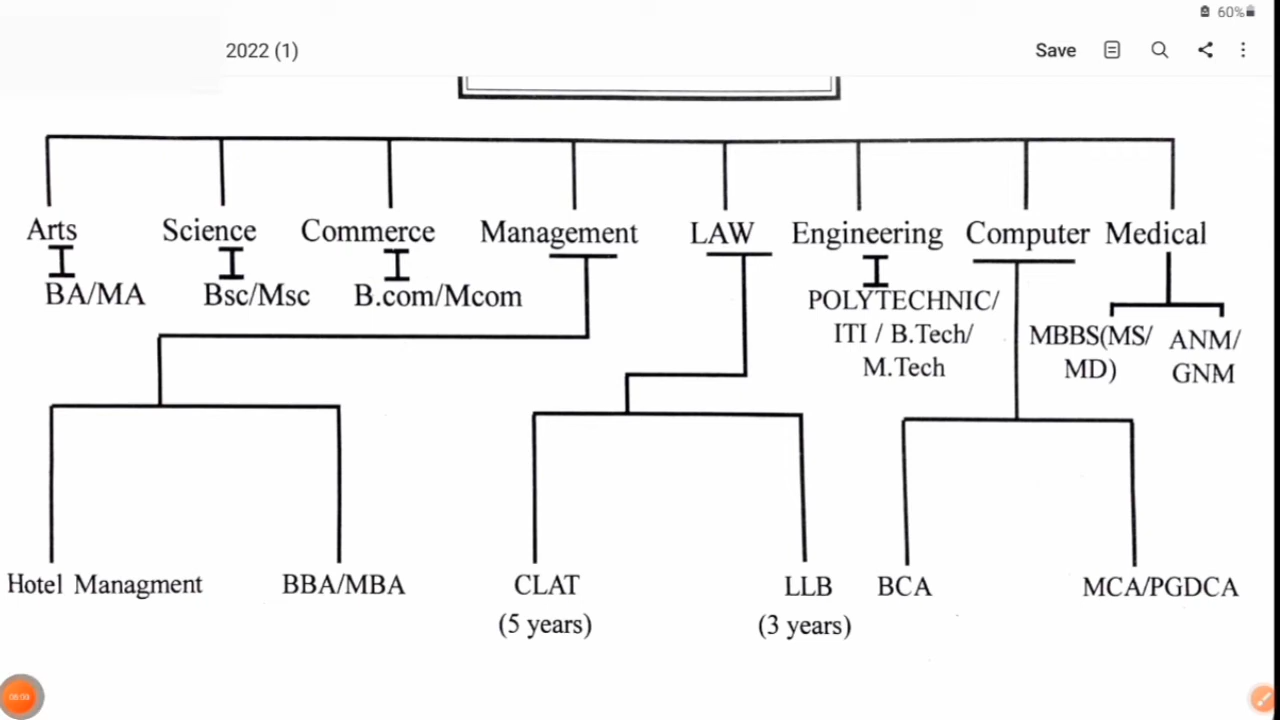 60%
2022 (1)
Save
Arts
Science
Commerce
Management
LAW
Engineering
Computer
Medical
BA/MA
Bsc/Msc
B.com/Mcom
POLYTECHNIC/
ITI / B.Tech/
M.Tech
MBBS(MS/
MD)
ANM/
GNM
Hotel Managment
BBA/MBA
CLAT
(5 years)
LLB
(3 years)
BCA
MCA/PGDCA